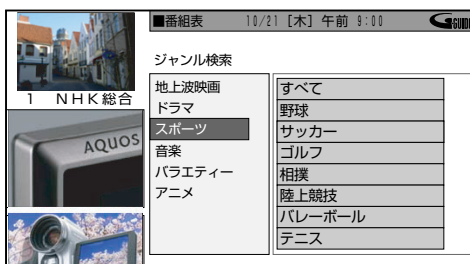 ■番組表 10/21 [木] 午前 9:00 G-GUIDE
ジャンル検索
1 NHK総合
AQUOS
地上波映画
ドラマ
スポーツ
音楽
バラエティー
アニメ
すべて
野球
サッカー
ゴルフ
相撲
陸上競技
バレーボール
テニス